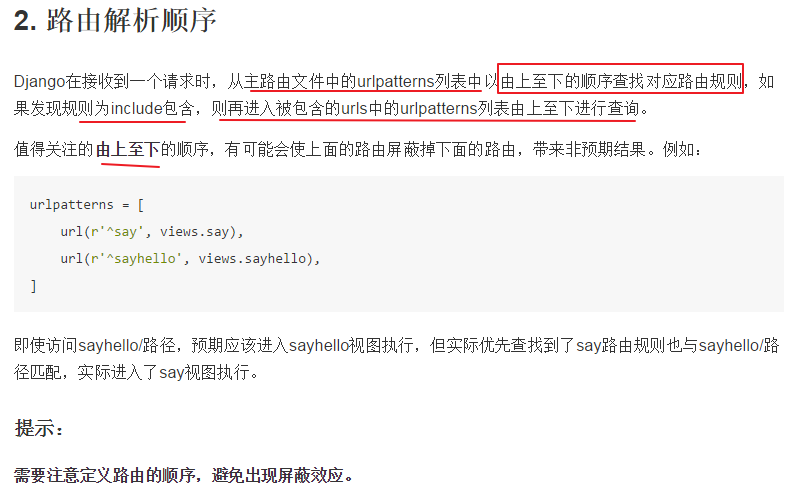 2. 路由解析顺序
Django在接收到一个请求时，从主路由文件中的urlpatterns列表中以由上至下的顺序查找对应路由规则，如
果发现规则为include包含，则再进入被包含的urls中的urlpatterns列表由上至下进行查询。
值得关注的由上至下的顺序，有可能会使上面的路由屏蔽掉下面的路由，带来非预期结果。例如：
urlpatterns = [
    url(r'^say', views.say),
    url(r'^sayhello', views.sayhello),
]
即使访问sayhello/路径，预期应该进入sayhello视图执行，但实际优先查找到了say路由规则也与sayhello/路
径匹配，实际进入了say视图执行。
提示：
需要注意定义路由的顺序，避免出现屏蔽效应。